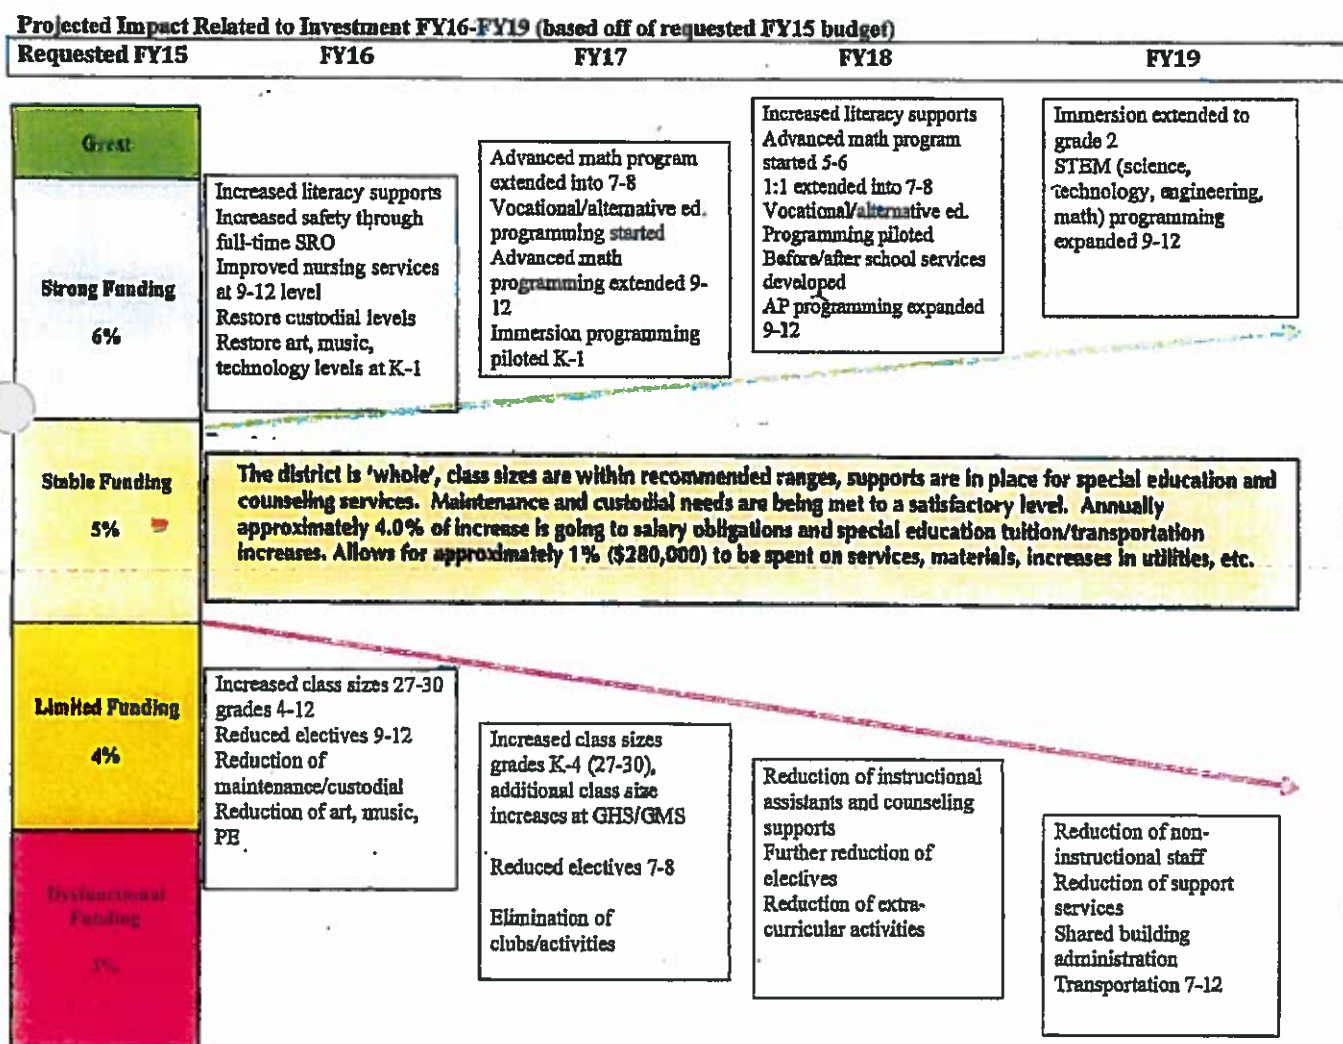 Projected Impact Related to Investment FY16-FY19 (based off of requested FY15 budget)
Requested FY15 FY16 FY17 FY18 FY19
Great
Strong Funding
6%
Stable Funding
5%
Limited Funding
4%
Dysfunctional
Funding
3%
Increased literacy supports
Increased safety through
full-time SRO
Improved nursing services
at 9-12 level
Restore custodial levels
Restore art, music,
technology levels at K-1
Advanced math program
extended into 7-8
Vocational/alternative ed.
programming started
Advanced math
programming extended 9-
12
Immersion programming
piloted K-1
Increased literacy supports
Advanced math program
started 5-6
1:1 extended into 7-8
Vocational/alternative ed.
Programming piloted
Before/after school services
developed
AP programming expanded
9-12
Immersion extended to
grade 2
STEM (science,
technology, engineering,
math) programming
expanded 9-12
The district is 'whole', class sizes are within recommended ranges, supports are in place for special education and
counseling services. Maintenance and custodial needs are being met to a satisfactory level. Annually
approximately 4.0% of increase is going to salary obligations and special education tuition/transportation
increases. Allows for approximately 1% ($280,000) to be spent on services, materials, increases in utilities, etc.
Increased class sizes 27-30
grades 4-12
Reduced electives 9-12
Reduction of
maintenance/custodial
Reduction of art, music,
PE
Increased class sizes
grades K-4 (27-30),
additional class size
increases at GHS/GMS
Reduced electives 7-8
Elimination of
clubs/activities
Reduction of instructional
assistants and counseling
supports
Further reduction of
electives
Reduction of extra-
curricular activities
Reduction of non-
instructional staff
Reduction of support
services
Shared building
administration
Transportation 7-12